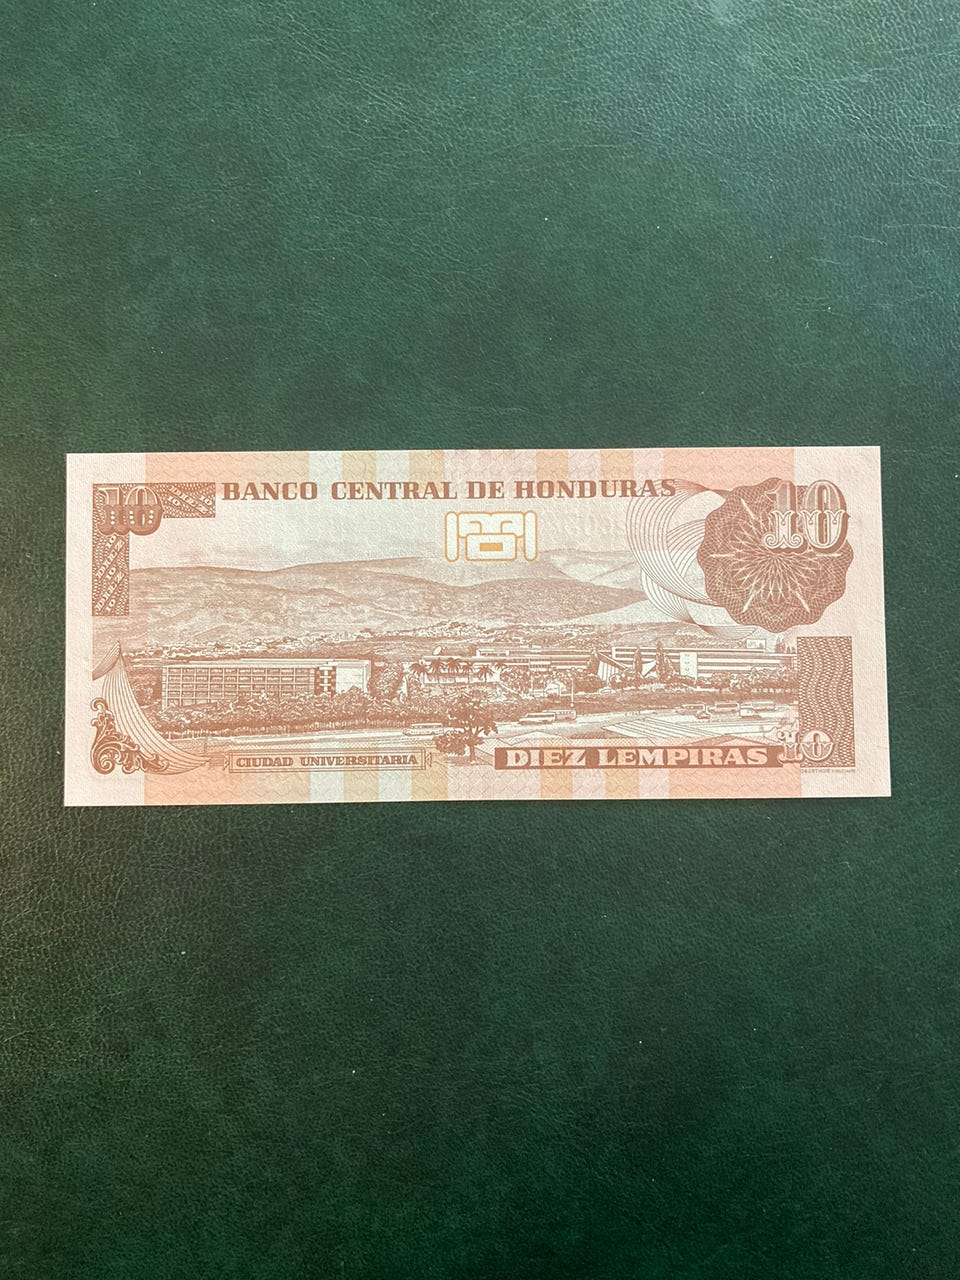 10
BANCO CENTRAL DE HONDURAS
10
CIUDAD UNIVERSITARIA
DIEZ LEMPIRAS
10